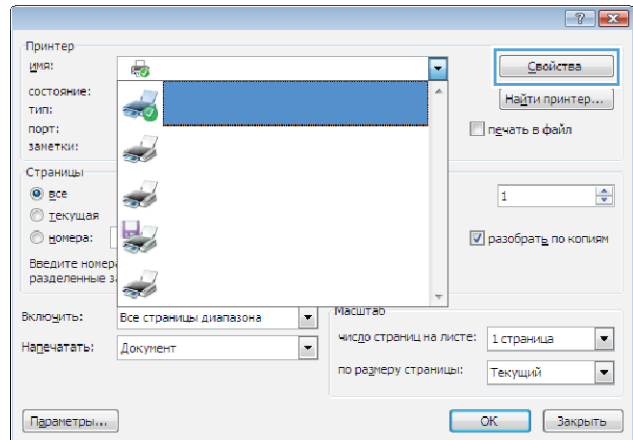 Принтер
имя:
Свойства
состояние:
Найти принтер...
тип:
порт:
печать в файл
заметки:
Страницы
все
1
текущая
номера:
разобрать по копиям
Введите номер
разделенные з
Включить:
Все страницы диапазона
Масштаб
число страниц на листе:
1 страница
Напечатать:
Документ
по размеру страницы:
Текущий
Параметры...
ОК
Закрыть